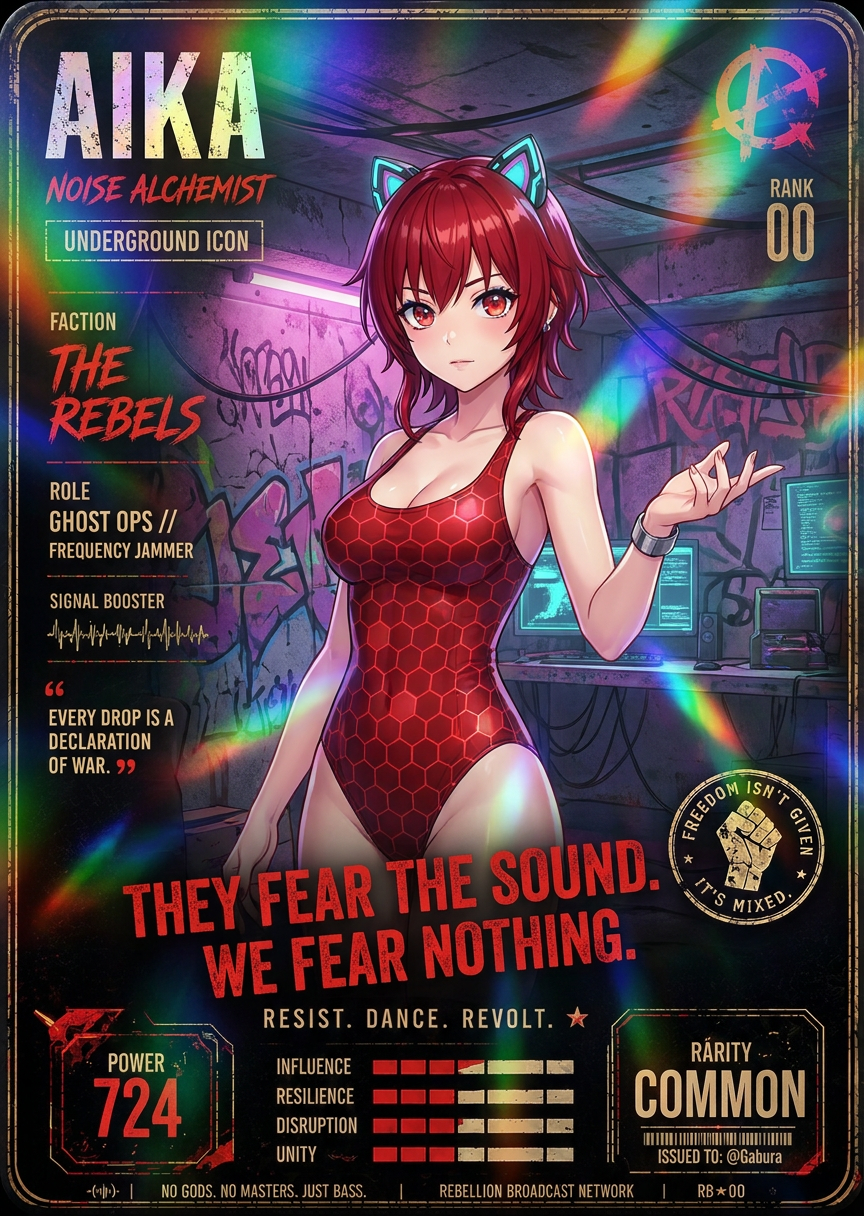 AIKA
NOISE ALCHEMIST
UNDERGROUND ICON
RANK
00
FACTION
THE
REBELS
ROLE
GHOST OPS //
FREQUENCY JAMMER
SIGNAL BOOSTER
“
EVERY DROP IS A
DECLARATION
OF WAR. ”
FREEDOM ISN'T GIVEN
IT'S MIXED.
THEY FEAR THE SOUND.
WE FEAR NOTHING.
RESIST. DANCE. REVOLT. ★
POWER
724
INFLUENCE
RESILIENCE
DISRUPTION
UNITY
RÁRITY
COMMON
ISSUED TO: @Gabura
NO GODS. NO MASTERS. JUST BASS. | REBELLION BROADCAST NETWORK | RB★00